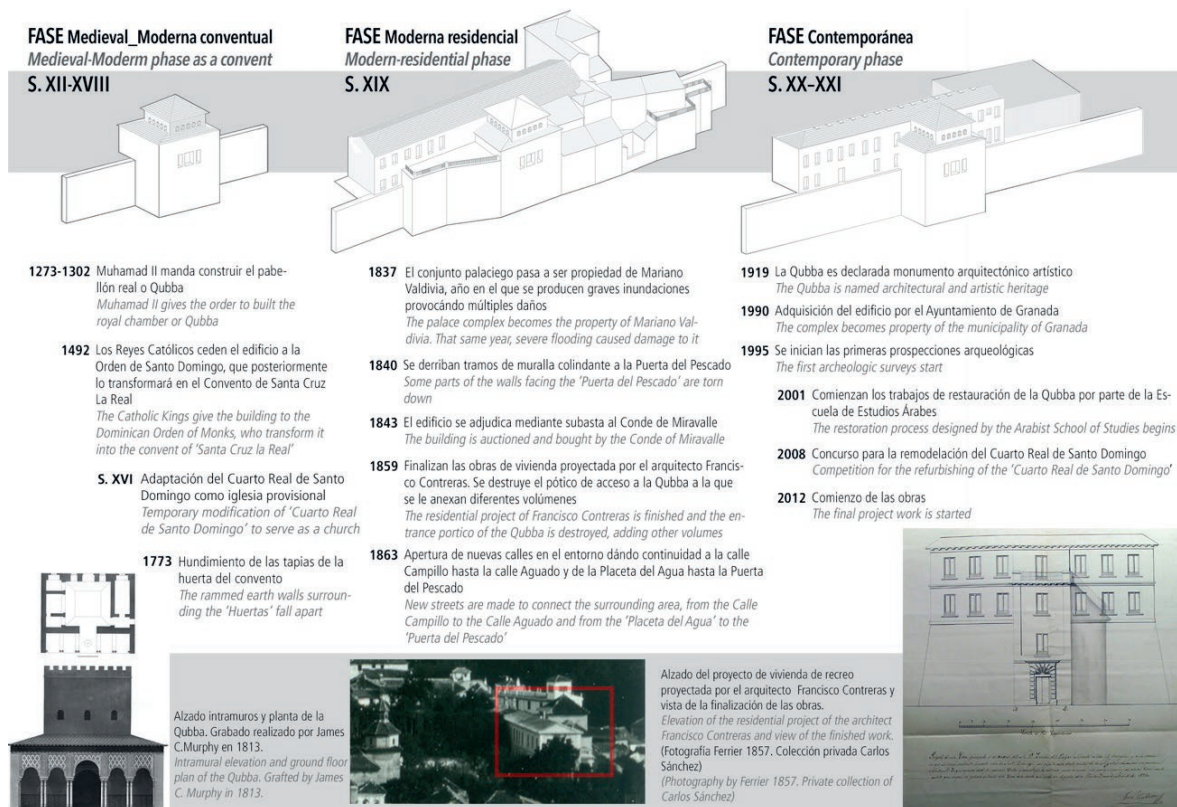 FASE Medieval_Moderna conventual
Medieval-Moderm phase as a convent
S. XII-XVIII
1273-1302 Muhamad II manda construir el pabe-
llón real o Qubba
Muhamad II gives the order to built the
royal chamber or Qubba
1492 Los Reyes Católicos ceden el edificio a la
Orden de Santo Domingo, que posteriormente
lo transformará en el Convento de Santa Cruz
La Real
The Catholic Kings give the building to the
Dominican Orden of Monks, who transform it
into the convent of 'Santa Cruz la Real'
S. XVI Adaptación del Cuarto Real de Santo
Domingo como iglesia provisional
Temporary modification of 'Cuarto Real
de Santo Domingo' to serve as a church
1773 Hundimiento de las tapias de la
huerta del convento
The rammed earth walls surroun-
ding the 'Huertas' fall apart
FASE Moderna residencial
Modern-residential phase
S. XIX
1837 El conjunto palaciego pasa a ser propiedad de Mariano
Valdivia, año en el que se producen graves inundaciones
provocándo múltiples daños
The palace complex becomes the property of Mariano Val-
divia. That same year, severe flooding caused damage to it
1840 Se derriban tramos de muralla colindante a la Puerta del Pescado
Some parts of the walls facing the 'Puerta del Pescado' are torn
down
1843 El edificio se adjudica mediante subasta al Conde de Miravalle
The building is auctioned and bought by the Conde of Miravalle
1859 Finalizan las obras de vivienda proyectada por el arquitecto Francis-
co Contreras. Se destruye el pótico de acceso a la Qubba a la que
se le anexan diferentes volúmenes
The residential project of Francisco Contreras is finished and the en-
trance portico of the Qubba is destroyed, adding other volumes
1863 Apertura de nuevas calles en el entorno dándo continuidad a la calle
Campillo hasta la calle Aguado y de la Placeta del Agua hasta la Puerta
del Pescado
New streets are made to connect the surrounding area, from the Calle
Campillo to the Calle Aguado and from the 'Placeta del Agua' to the
'Puerta del Pescado'
FASE Contemporánea
Contemporary phase
S. XX-XXI
1919 La Qubba es declarada monumento arquitectónico artístico
The Qubba is named architectural and artistic heritage
1990 Adquisición del edificio por el Ayuntamiento de Granada
The complex becomes property of the municipality of Granada
1995 Se inician las primeras prospecciones arqueológicas
The first archeologic surveys start
2001 Comienzan los trabajos de restauración de la Qubba por parte de la Es-
cuela de Estudios Árabes
The restoration process designed by the Arabist School of Studies begins
2008 Concurso para la remodelación del Cuarto Real de Santo Domingo
Competition for the refurbishing of the 'Cuarto Real de Santo Domingo'
2012 Comienzo de las obras
The final project work is started
Alzado intramuros y planta de la
Qubba. Grabado realizado por James
C.Murphy en 1813.
Intramural elevation and ground floor
plan of the Qubba. Grafted by James
C. Murphy in 1813.
Alzado del proyecto de vivienda de recreo
proyectada por el arquitecto Francisco Contreras y
vista de la finalización de las obras.
Elevation of the residential project of the architect
Francisco Contreras and view of the finished work.
(Fotografía Ferrier 1857. Colección privada Carlos
Sánchez)
(Photography by Ferrier 1857. Private collection of
Carlos Sánchez)